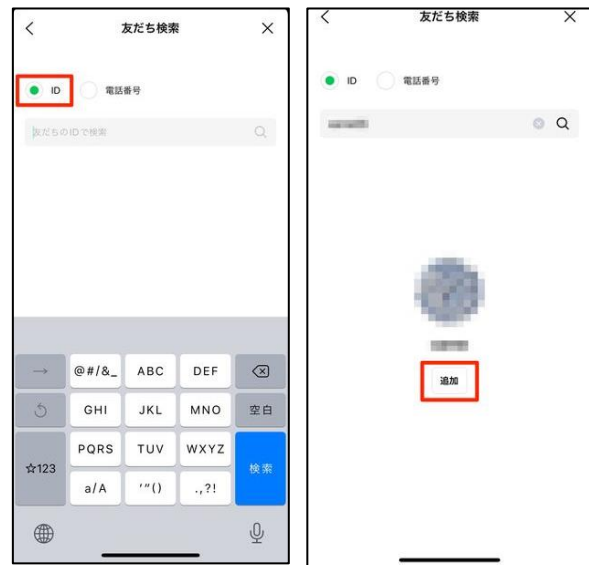 友だち検索
ID 電話番号
友だちのIDで検索
→ @#/&_ ABC DEF
GHI JKL MNO 空白
PQRS TUV WXYZ
☆123 検索
a/A '"() .,?!
友だち検索
ID 電話番号
追加